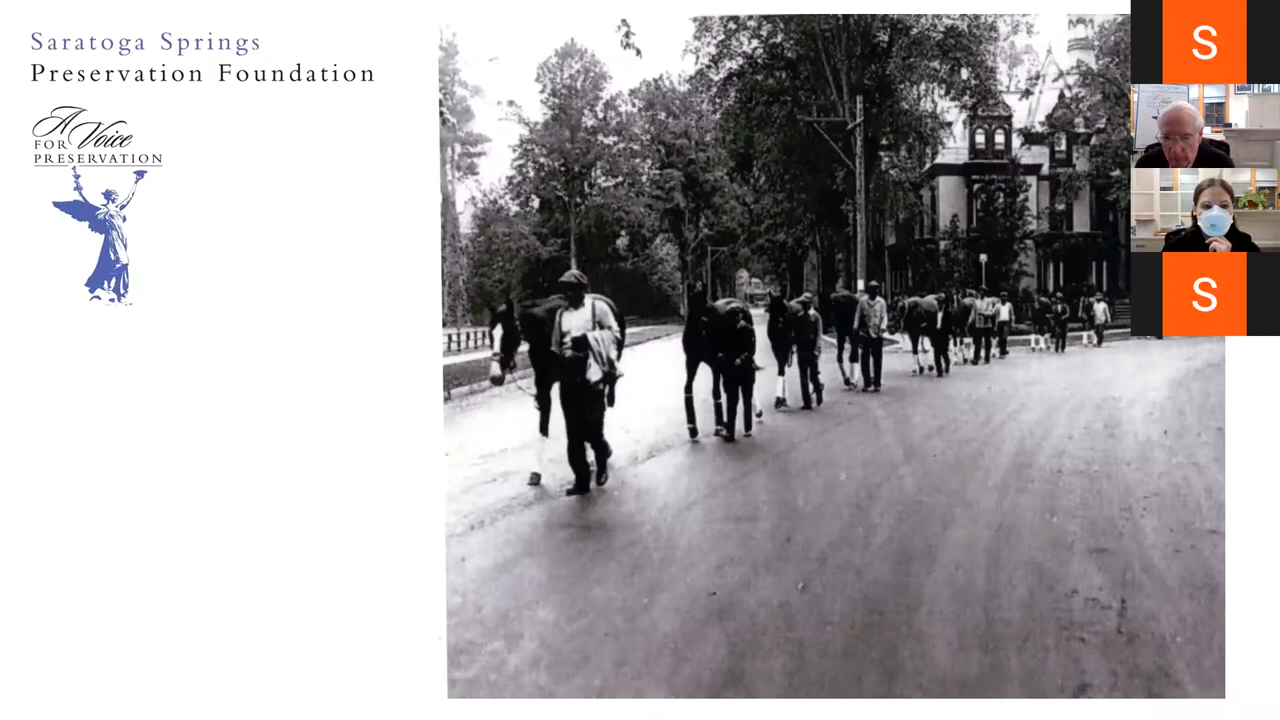 Saratoga Springs
Preservation Foundation
A Voice
FOR
PRESERVATION
S
S